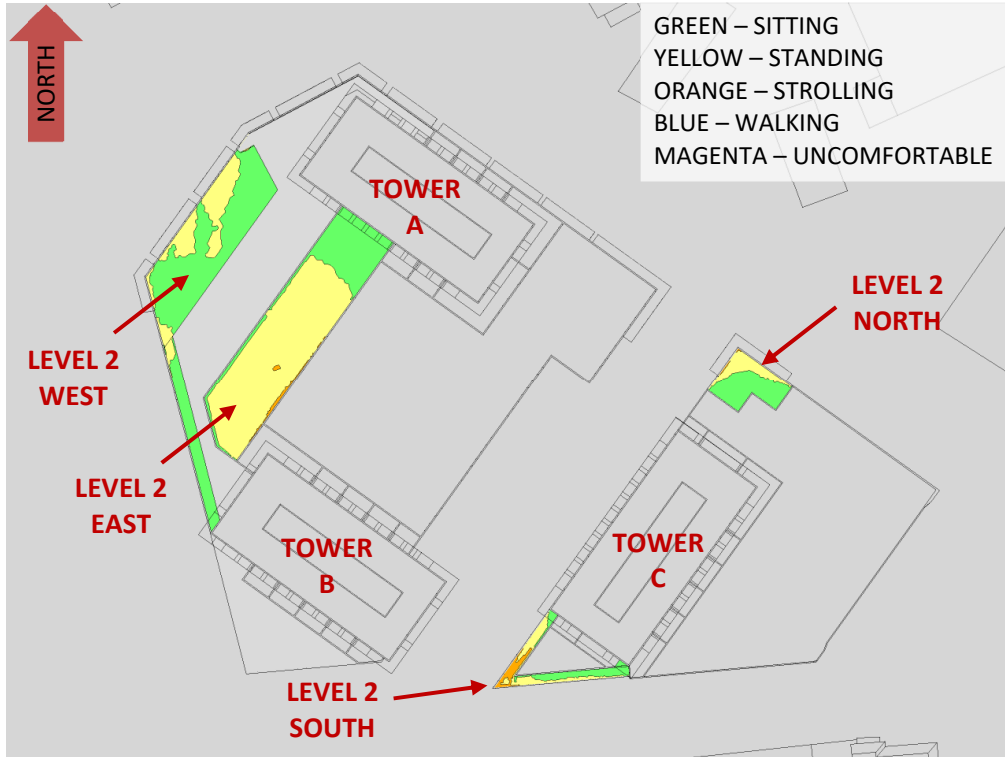 NORTH
GREEN – SITTING
YELLOW – STANDING
ORANGE – STROLLING
BLUE – WALKING
MAGENTA – UNCOMFORTABLE
TOWER
A
LEVEL 2
NORTH
LEVEL 2
WEST
LEVEL 2
EAST
TOWER
B
TOWER
C
LEVEL 2
SOUTH